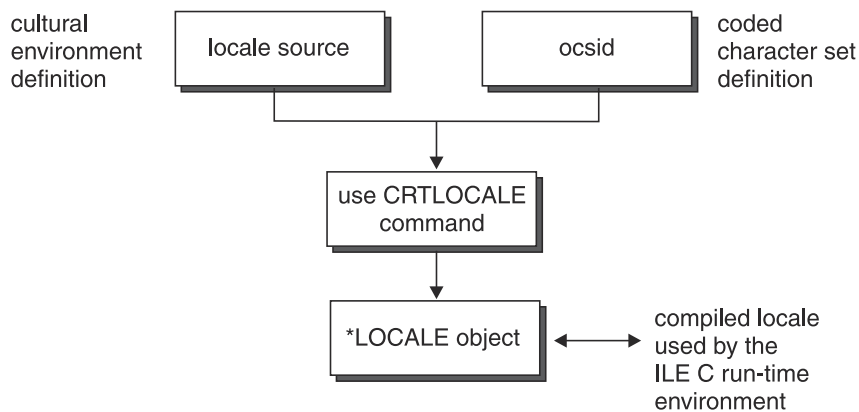 cultural
environment
definition
locale source
ocsid
coded
character set
definition
use CRTLOCALE
command
*LOCALE object
compiled locale
used by the
ILE C run-time
environment